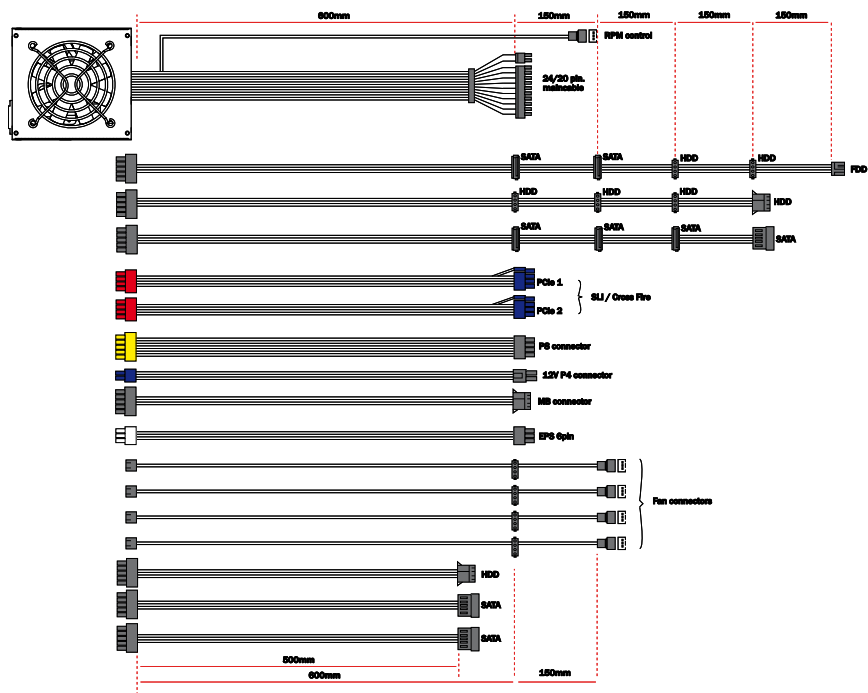 600mm 150mm 150mm 150mm 150mm
RPM control
24/20 pin.
maincable
SATA SATA HDD HDD FDD
HDD HDD HDD HDD
SATA SATA SATA SATA
PCIe 1
SLI / Cross Fire
PCIe 2
PS connector
12V P4 connector
MB connector
EPS 6pin
Fan connectors
HDD
SATA
SATA
500mm
600mm 150mm